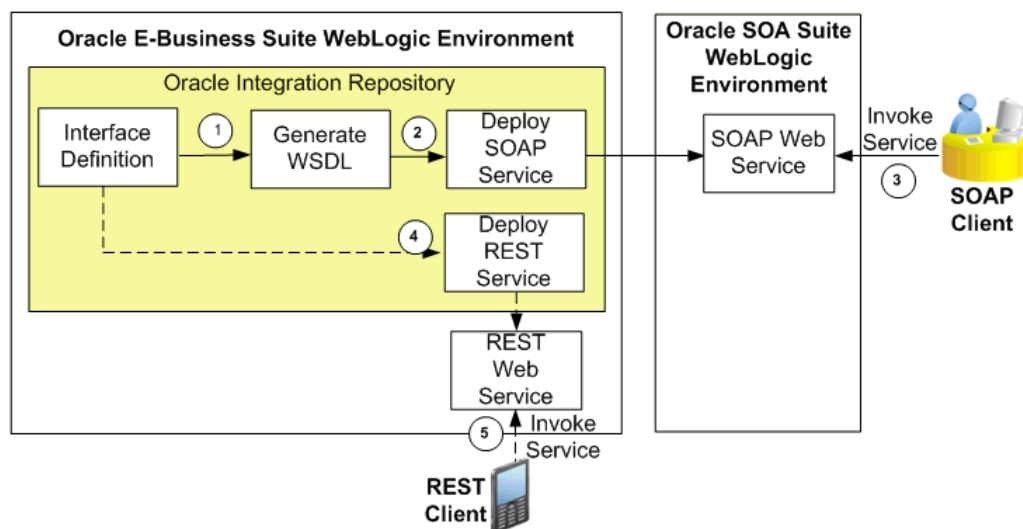 Oracle E-Business Suite WebLogic Environment
Oracle Integration Repository
Interface
Definition
1
Generate
WSDL
2
Deploy
SOAP
Service
4
Deploy
REST
Service
REST
Web
Service
5
Invoke
Service
REST
Client
Oracle SOA Suite
WebLogic
Environment
SOAP Web
Service
Invoke
Service
3
SOAP
Client